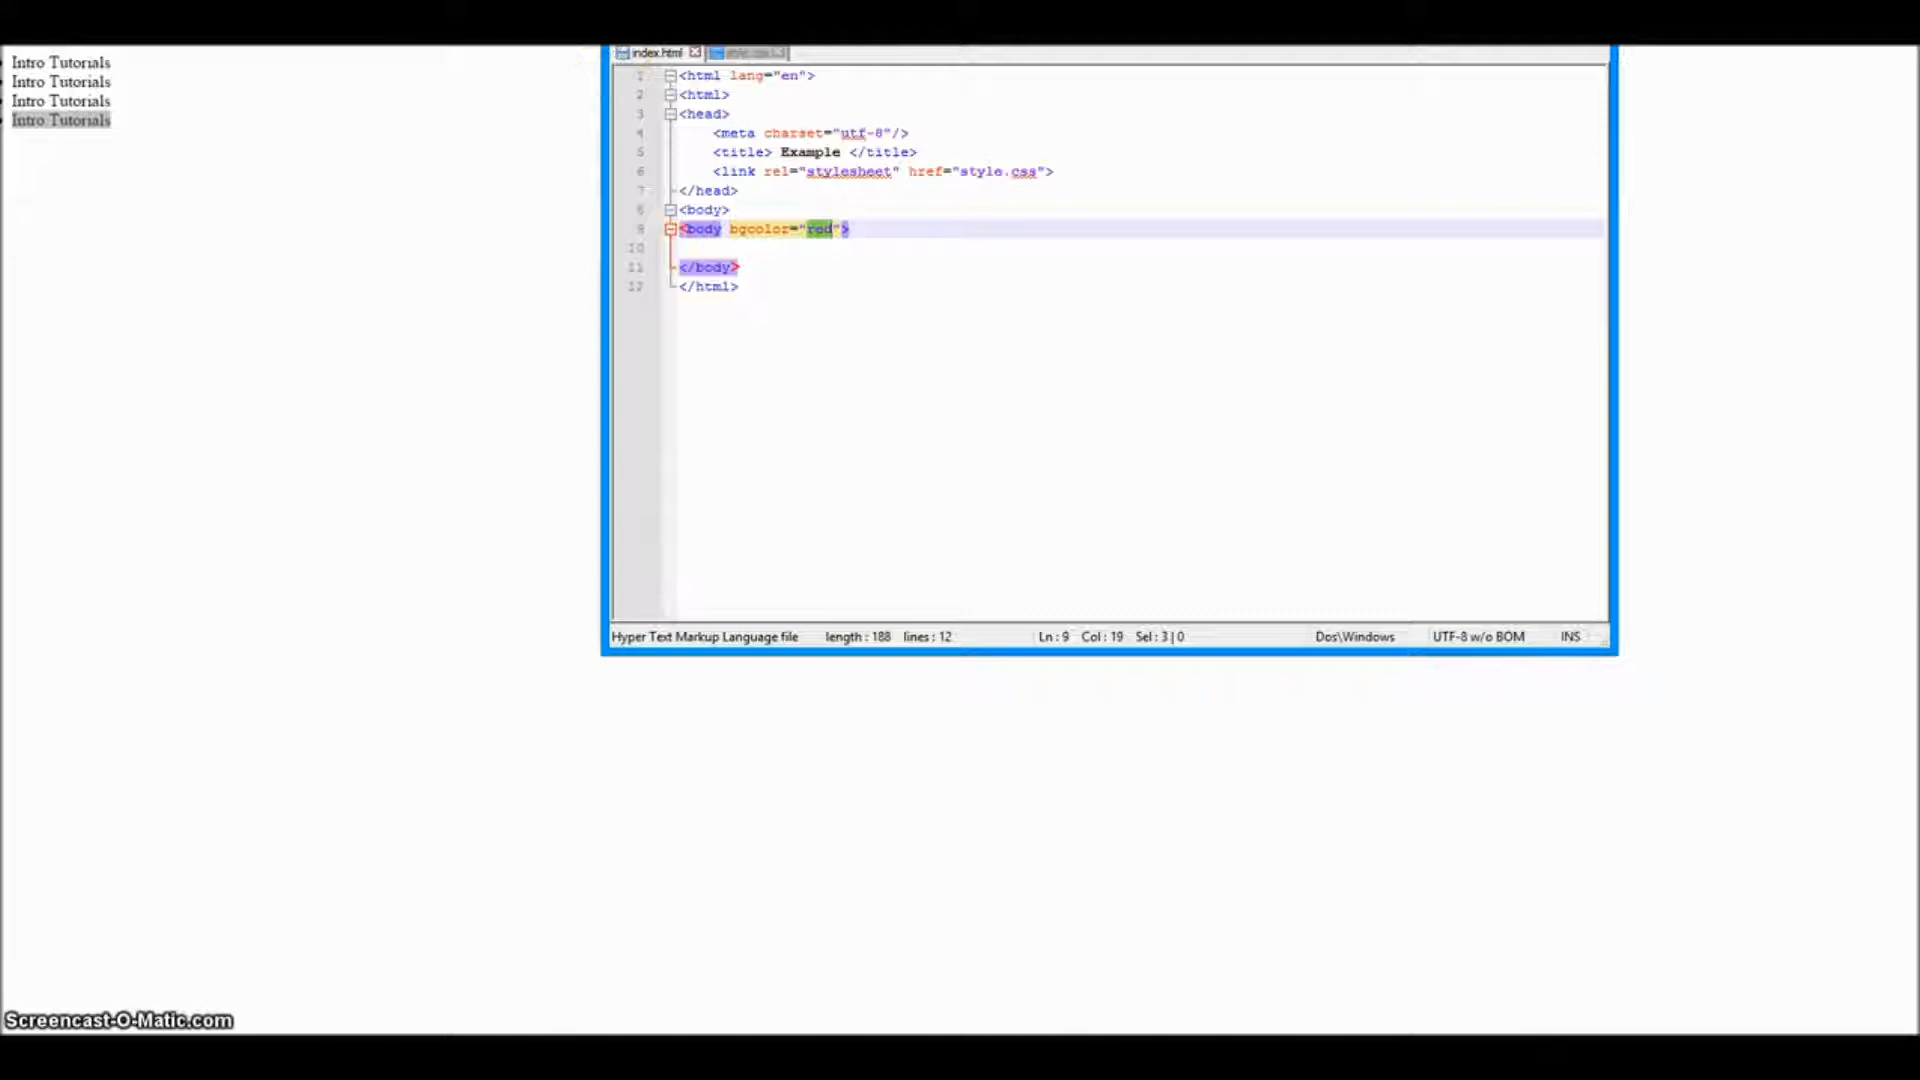 Intro Tutorials
Intro Tutorials
Intro Tutorials
Intro Tutorials
index.html
1 <html lang="en">
2 <html>
3 <head>
4 <meta charset="utf-8"/>
5 <title> Example </title>
6 <link rel="stylesheet" href="style.css">
7 </head>
8 <body>
9 <body bgcolor="red">
10
11 </body>
12 </html>
Hyper Text Markup Language file length : 188 lines : 12 Ln : 9 Col : 19 Sel : 3 | 0 Dos\Windows UTF-8 w/o BOM INS
Screencast-O-Matic.com